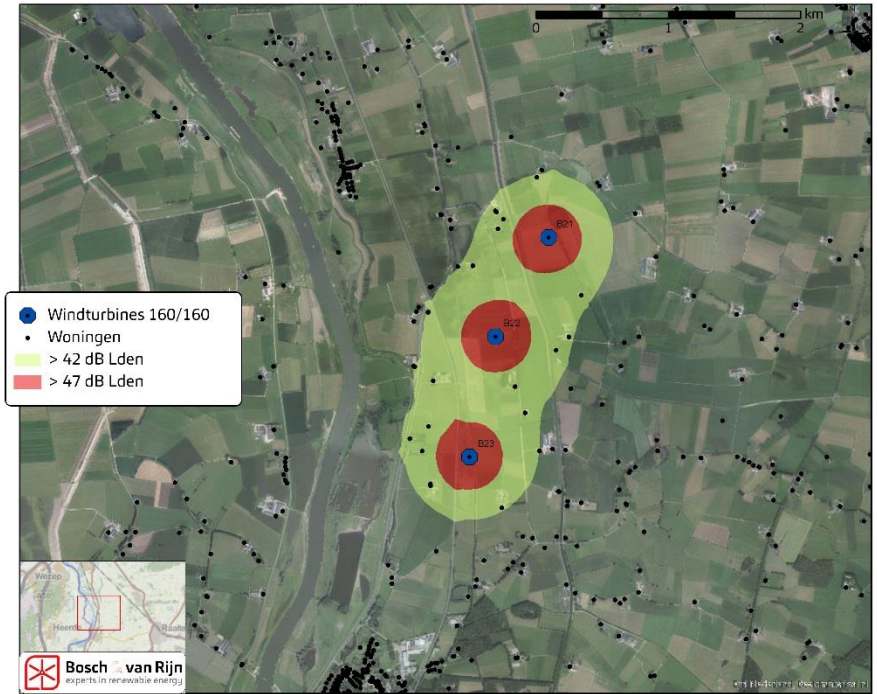 km
0 1 2
B21
B22
B23
Windturbines 160/160
Woningen
> 42 dB Lden
> 47 dB Lden
Wezep
Heerde
Bosch & van Rijn
experts in renewable energy